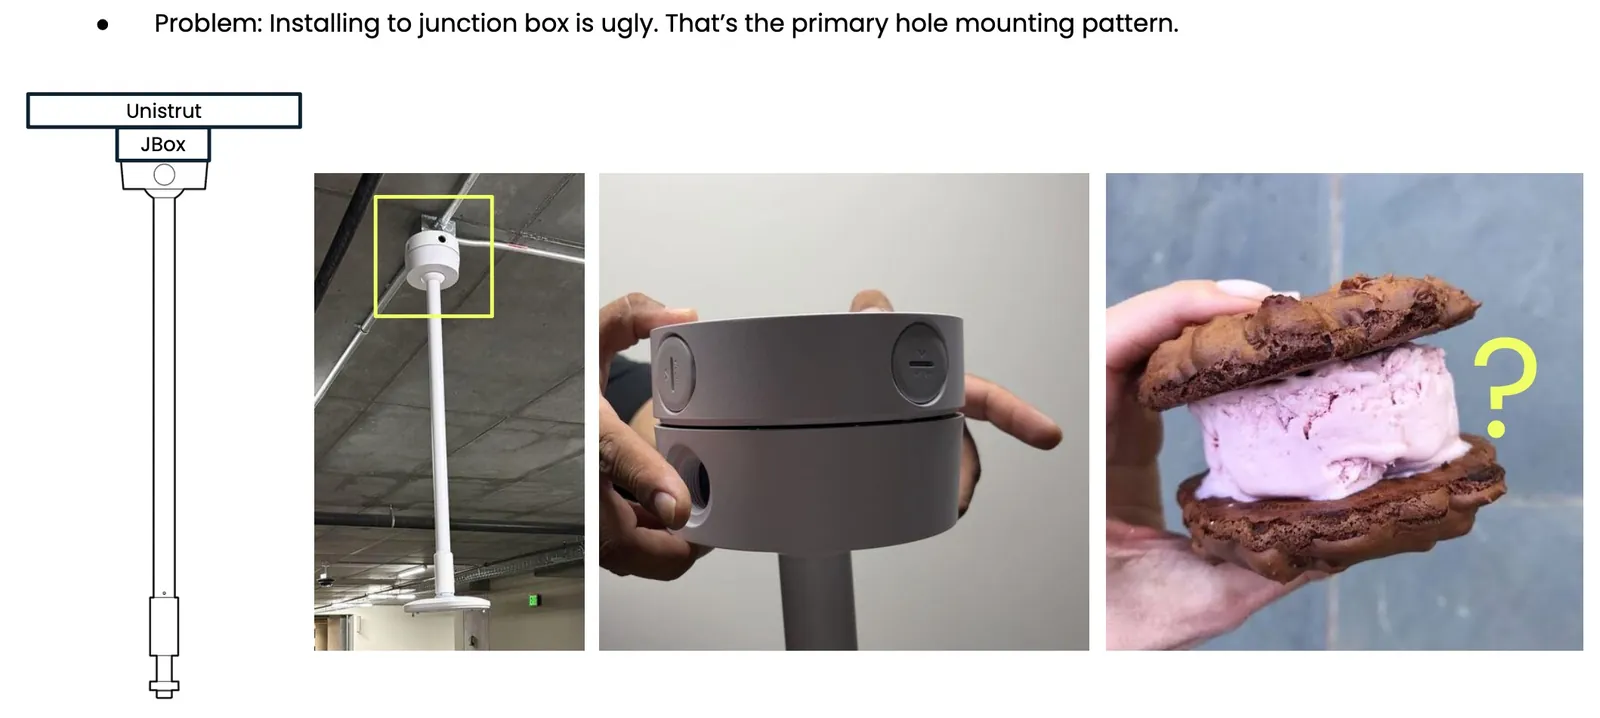 ● Problem: Installing to junction box is ugly. That's the primary hole mounting pattern.
Unistrut
JBox
?